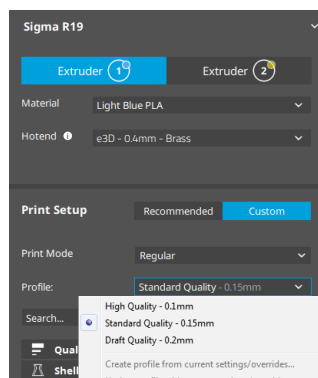 Sigma R19
Extruder 1 Extruder 2
Material Light Blue PLA
Hotend e3D - 0.4mm - Brass
Print Setup Recommended Custom
Print Mode Regular
Profile: Standard Quality - 0.15mm
Search...
High Quality - 0.1mm
Standard Quality - 0.15mm
Draft Quality - 0.2mm
Qual
Create profile from current settings/overrides...
Shell